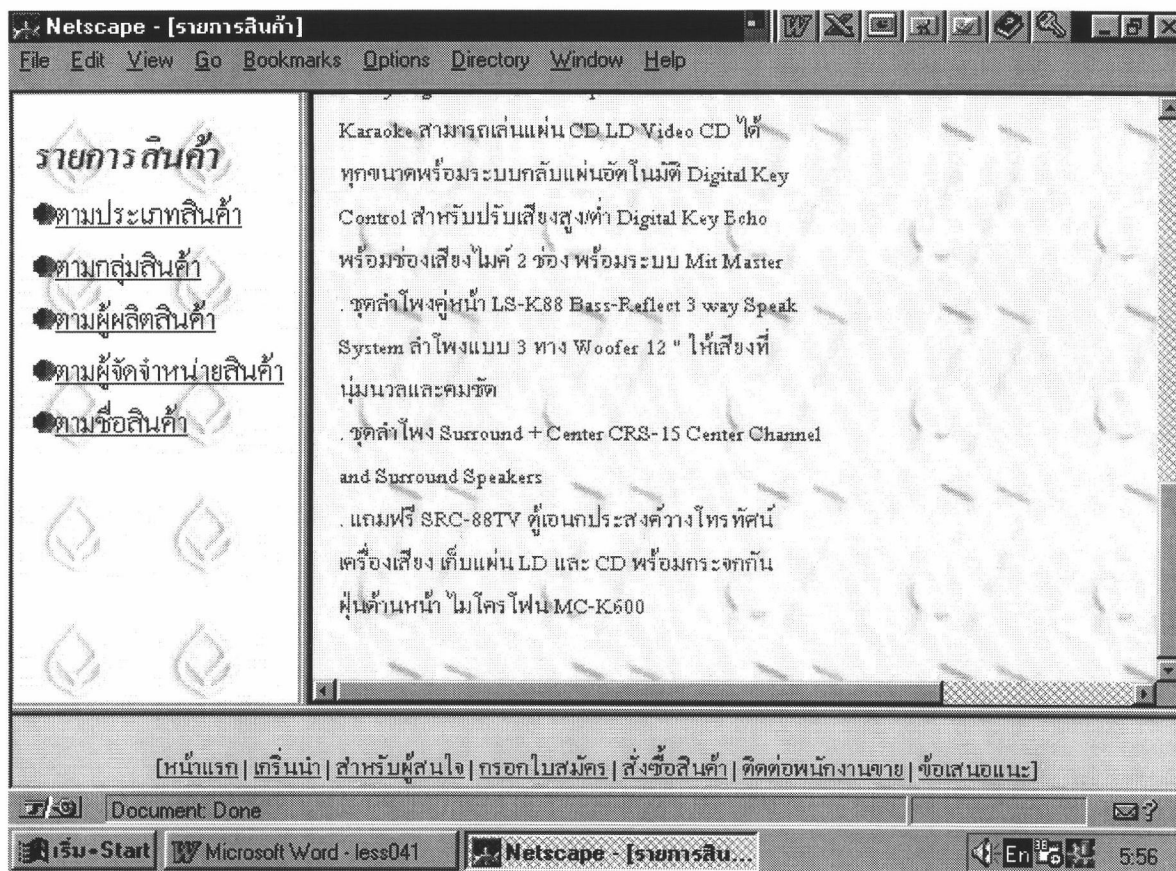 Netscape - [รายการสินค้า]
File Edit View Go Bookmarks Options Directory Window Help
รายการสินค้า
ตามประเภทสินค้า
ตามกลุ่มสินค้า
ตามผู้ผลิตสินค้า
ตามผู้จัดจำหน่ายสินค้า
ตามชื่อสินค้า
Karaoke สามารถเล่นแผ่น CD LD Video CD ได้
ทุกขนาดพร้อมระบบกลับแผ่นอัตโนมัติ Digital Key
Control สำหรับปรับเสียงสูง/ต่ำ Digital Key Echo
พร้อมช่องเสียงไมค์ 2 ช่อง พร้อมระบบ Mit Master
. ชุดลำโพงคู่หน้า LS-K88 Bass-Reflect 3 way Speak
System ลำโพงแบบ 3 ทาง Woofer 12 " ให้เสียงที่
นุ่มนวลและคมชัด
. ชุดลำโพง Surround + Center CRS-15 Center Channel
and Surround Speakers
. แถมฟรี SRC-88TV ตู้เอนกประสงค์วางโทรทัศน์
เครื่องเสียง เก็บแผ่น LD และ CD พร้อมกระจกกัน
ฝุ่นด้านหน้า ไมโครโฟน MC-K600
[หน้าแรก | เกริ่นนำ | สำหรับผู้สนใจ | กรอกใบสมัคร | สั่งซื้อสินค้า | ติดต่อพนักงานขาย | ข้อเสนอแนะ]
Document: Done
เริ่ม-Start Microsoft Word - less041 Netscape - [รายการสิน... En 5:56